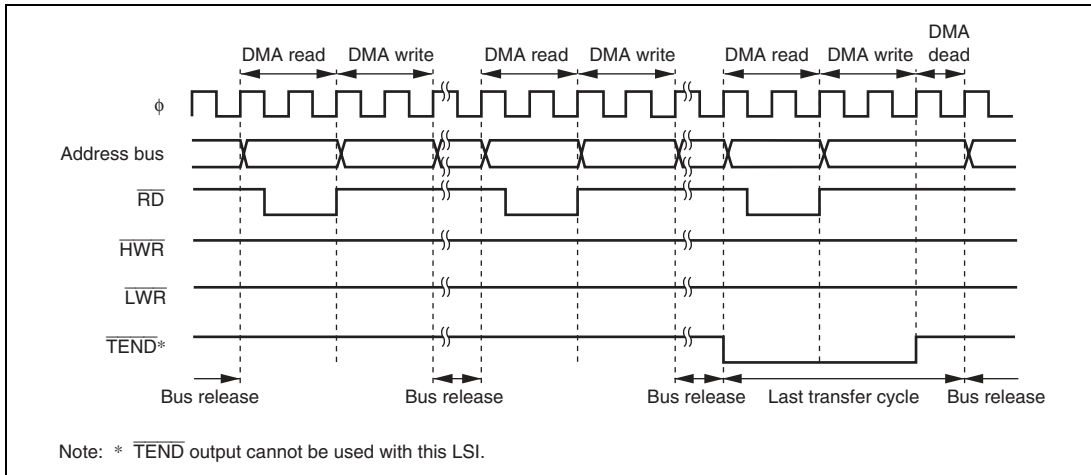 DMA
dead
DMA read DMA write DMA read DMA write DMA read DMA write
ϕ
Address bus
RD
HWR
LWR
TEND*
Bus release Bus release Bus release Last transfer cycle Bus release
Note: * TEND output cannot be used with this LSI.